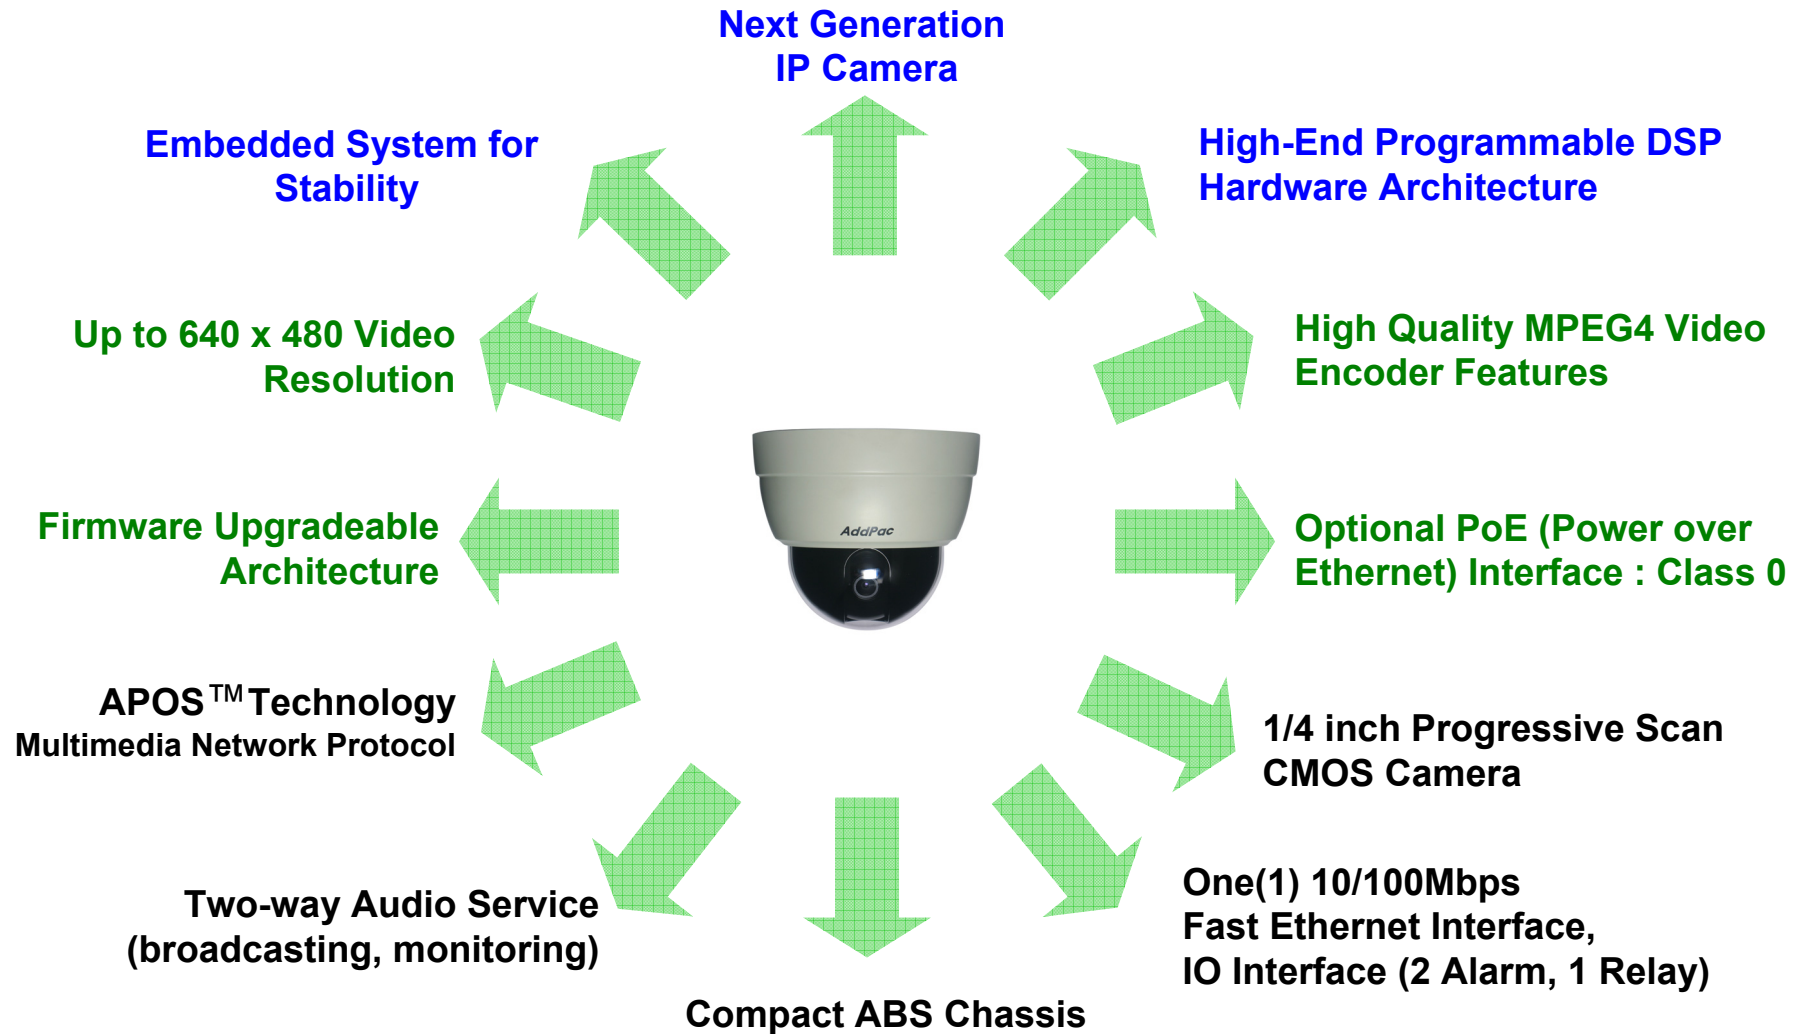 Next Generation
IP Camera
Embedded System for
Stability
High-End Programmable DSP
Hardware Architecture
Up to 640 x 480 Video
Resolution
High Quality MPEG4 Video
Encoder Features
AddPac
Firmware Upgradeable
Architecture
Optional PoE (Power over
Ethernet) Interface : Class 0
APOS™ Technology
Multimedia Network Protocol
1/4 inch Progressive Scan
CMOS Camera
Two-way Audio Service
(broadcasting, monitoring)
One(1) 10/100Mbps
Fast Ethernet Interface,
IO Interface (2 Alarm, 1 Relay)
Compact ABS Chassis